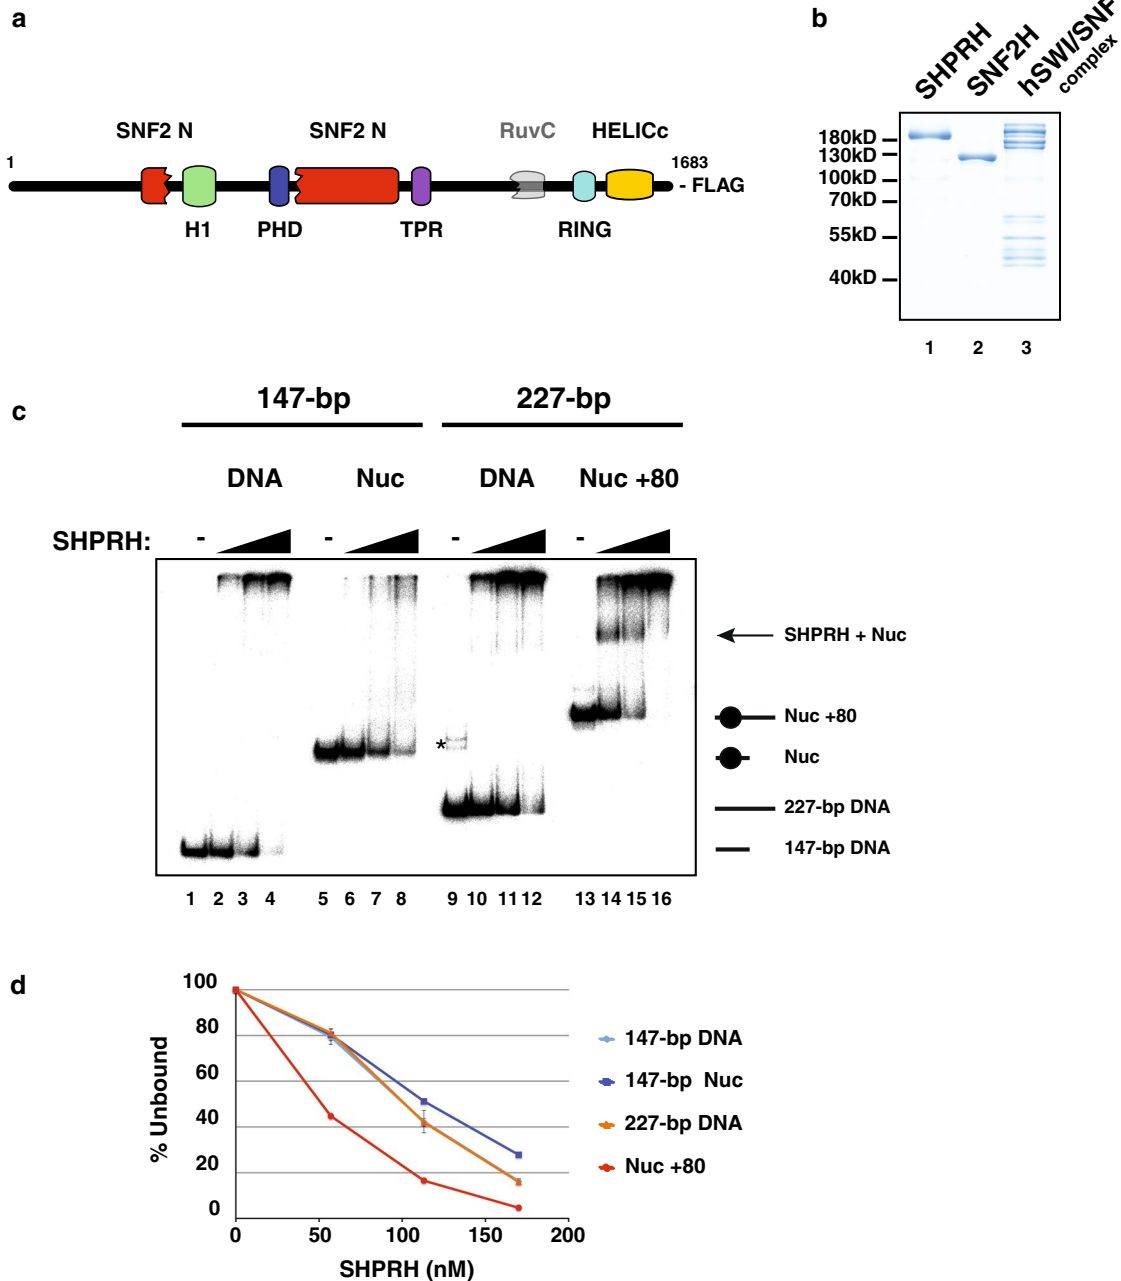 a
SNF2 N
SNF2 N
RuvC
HELICc
1
1683
- FLAG
H1
PHD
TPR
RING
b
SHPRH
SNF2H
hSWI/SNF
complex
180kD
130kD
100kD
70kD
55kD
40kD
1 2 3
c
147-bp 227-bp
DNA Nuc DNA Nuc +80
SHPRH: - - - -
*
SHPRH + Nuc
Nuc +80
Nuc
227-bp DNA
147-bp DNA
1 2 3 4 5 6 7 8 9 10 11 12 13 14 15 16
d
% Unbound
100
80
60
40
20
0
0 50 100 150 200
SHPRH (nM)
147-bp DNA
147-bp Nuc
227-bp DNA
Nuc +80